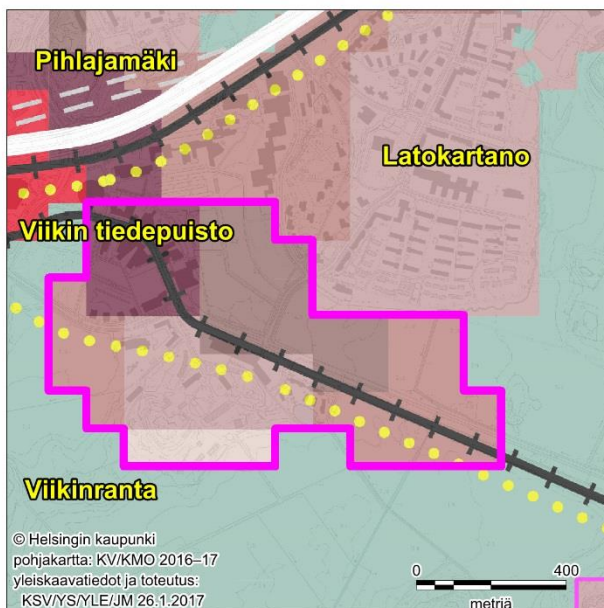 Pihlajamäki
Latokartano
Viikin tiedepuisto
Viikinranta
© Helsingin kaupunki
pohjakartta: KV/KMO 2016–17
yleiskaavatiedot ja toteutus:
KSV/YS/YLE/JM 26.1.2017
0 400
metriä